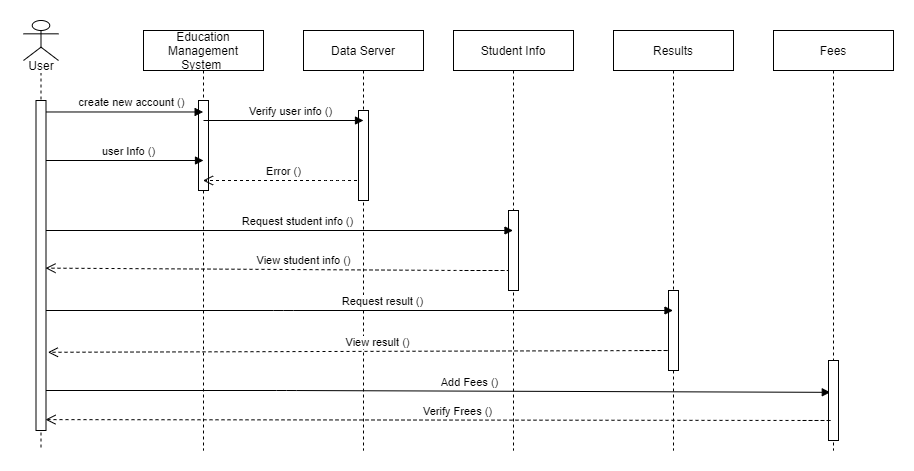 Education
Management
System
Data Server
Student Info
Results
Fees
User
create new account ()
Verify user info ()
user Info ()
Error ()
Request student info ()
View student info ()
Request result ()
View result ()
Add Fees ()
Verify Frees ()